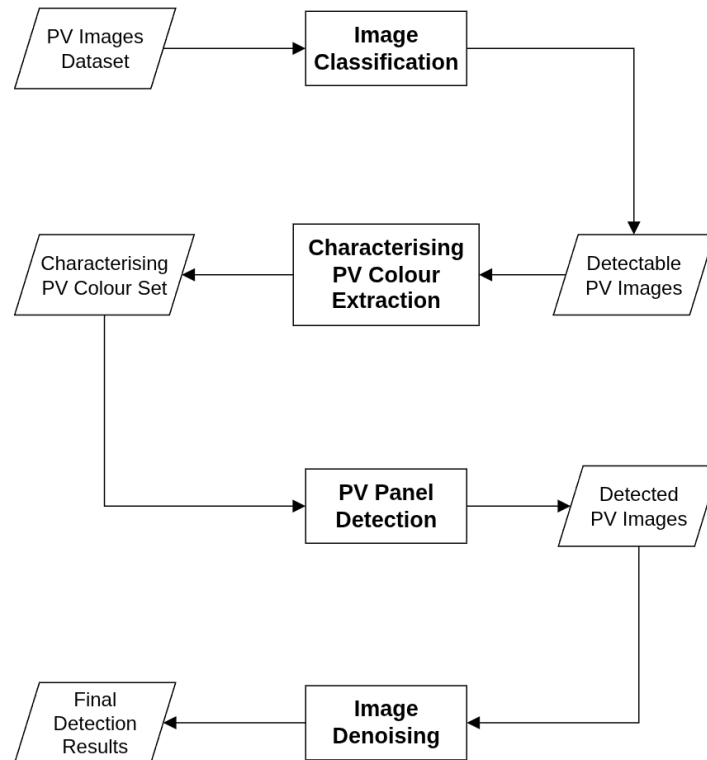 PV Images
Dataset
Image
Classification
Detectable
PV Images
Characterising
PV Colour
Extraction
Characterising
PV Colour Set
PV Panel
Detection
Detected
PV Images
Image
Denoising
Final
Detection
Results